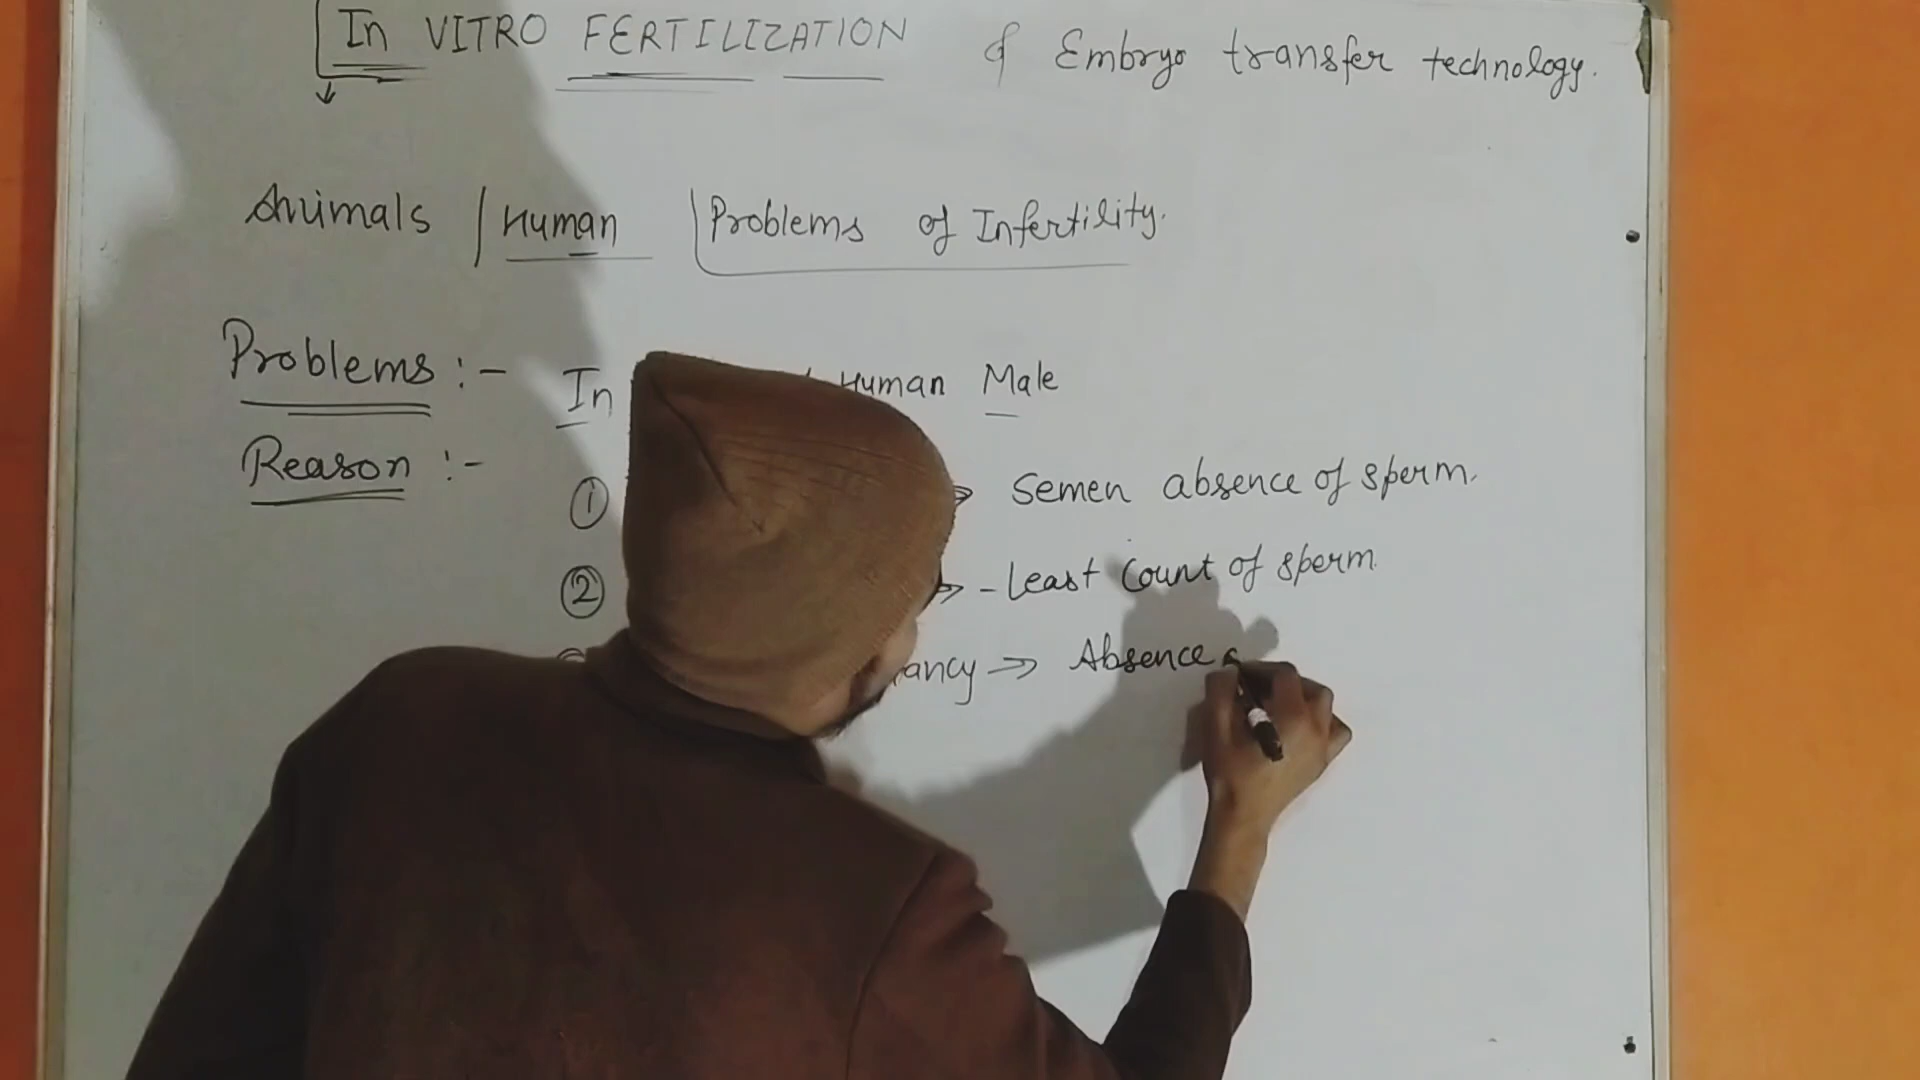 In VITRO FERTILIZATION & Embryo transfer technology.
Animals / Human | Problems of Infertility.
Problems :- In Human Male
Reason :-
① → Semen absence of sperm.
② → - Least Count of sperm
ancy → Absence